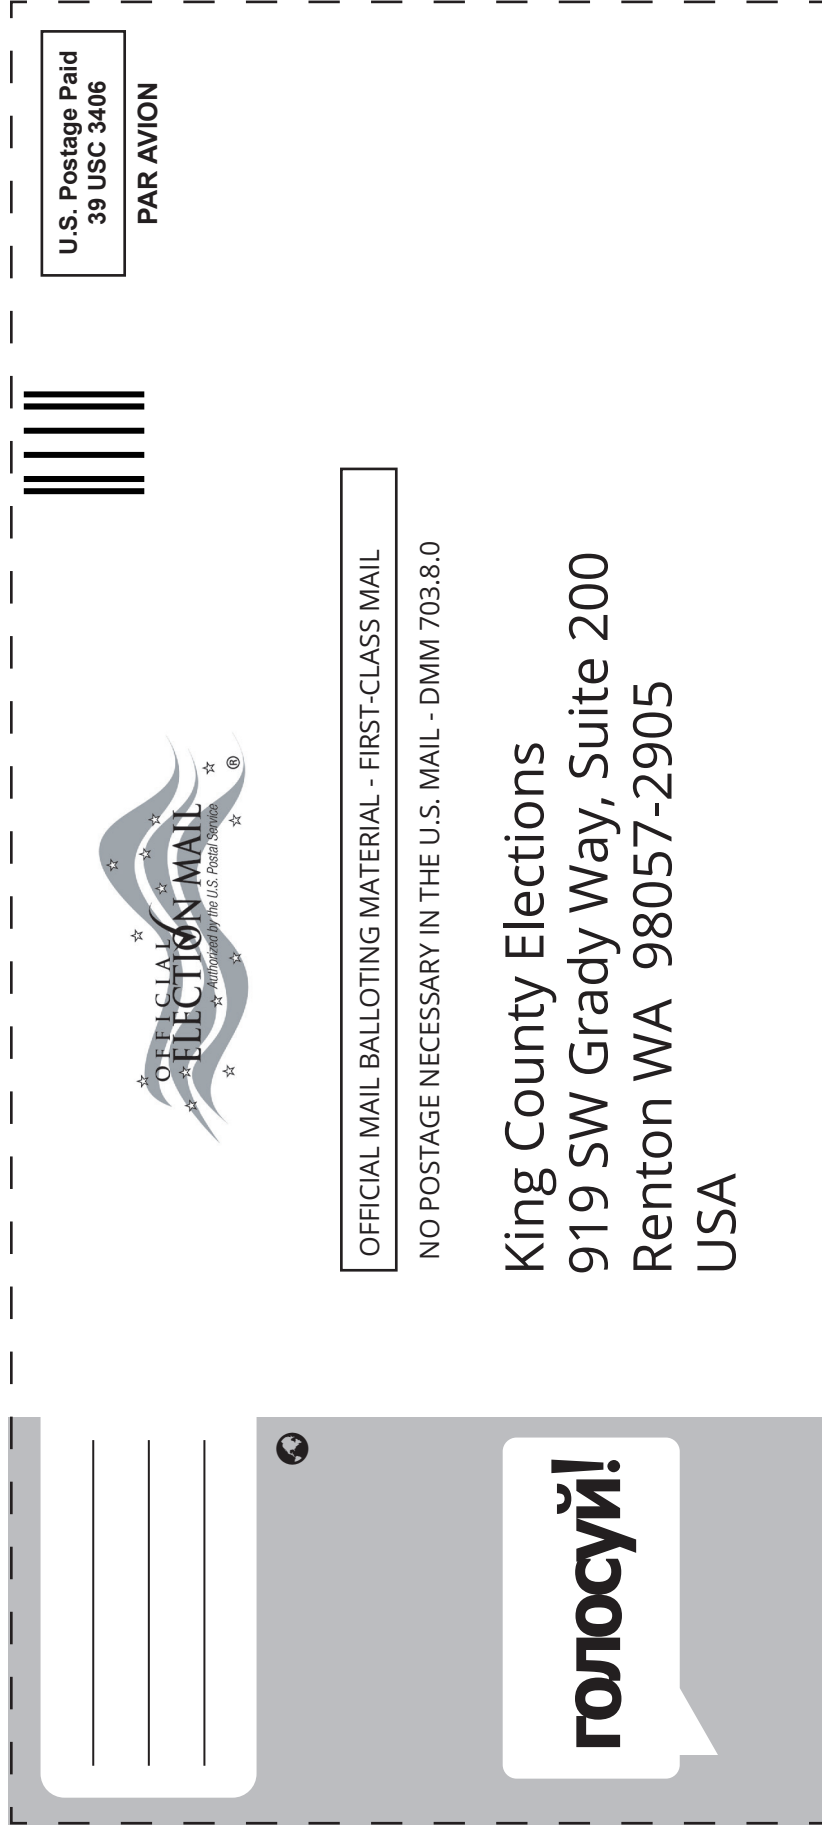 U.S. Postage Paid
39 USC 3406
PAR AVION
OFFICIAL
ELECTION MAIL
®
Authorized by the U.S. Postal Service
OFFICIAL MAIL BALLOTING MATERIAL - FIRST-CLASS MAIL
NO POSTAGE NECESSARY IN THE U.S. MAIL - DMM 703.8.0
King County Elections
919 SW Grady Way, Suite 200
Renton WA 98057-2905
USA
голосуй!